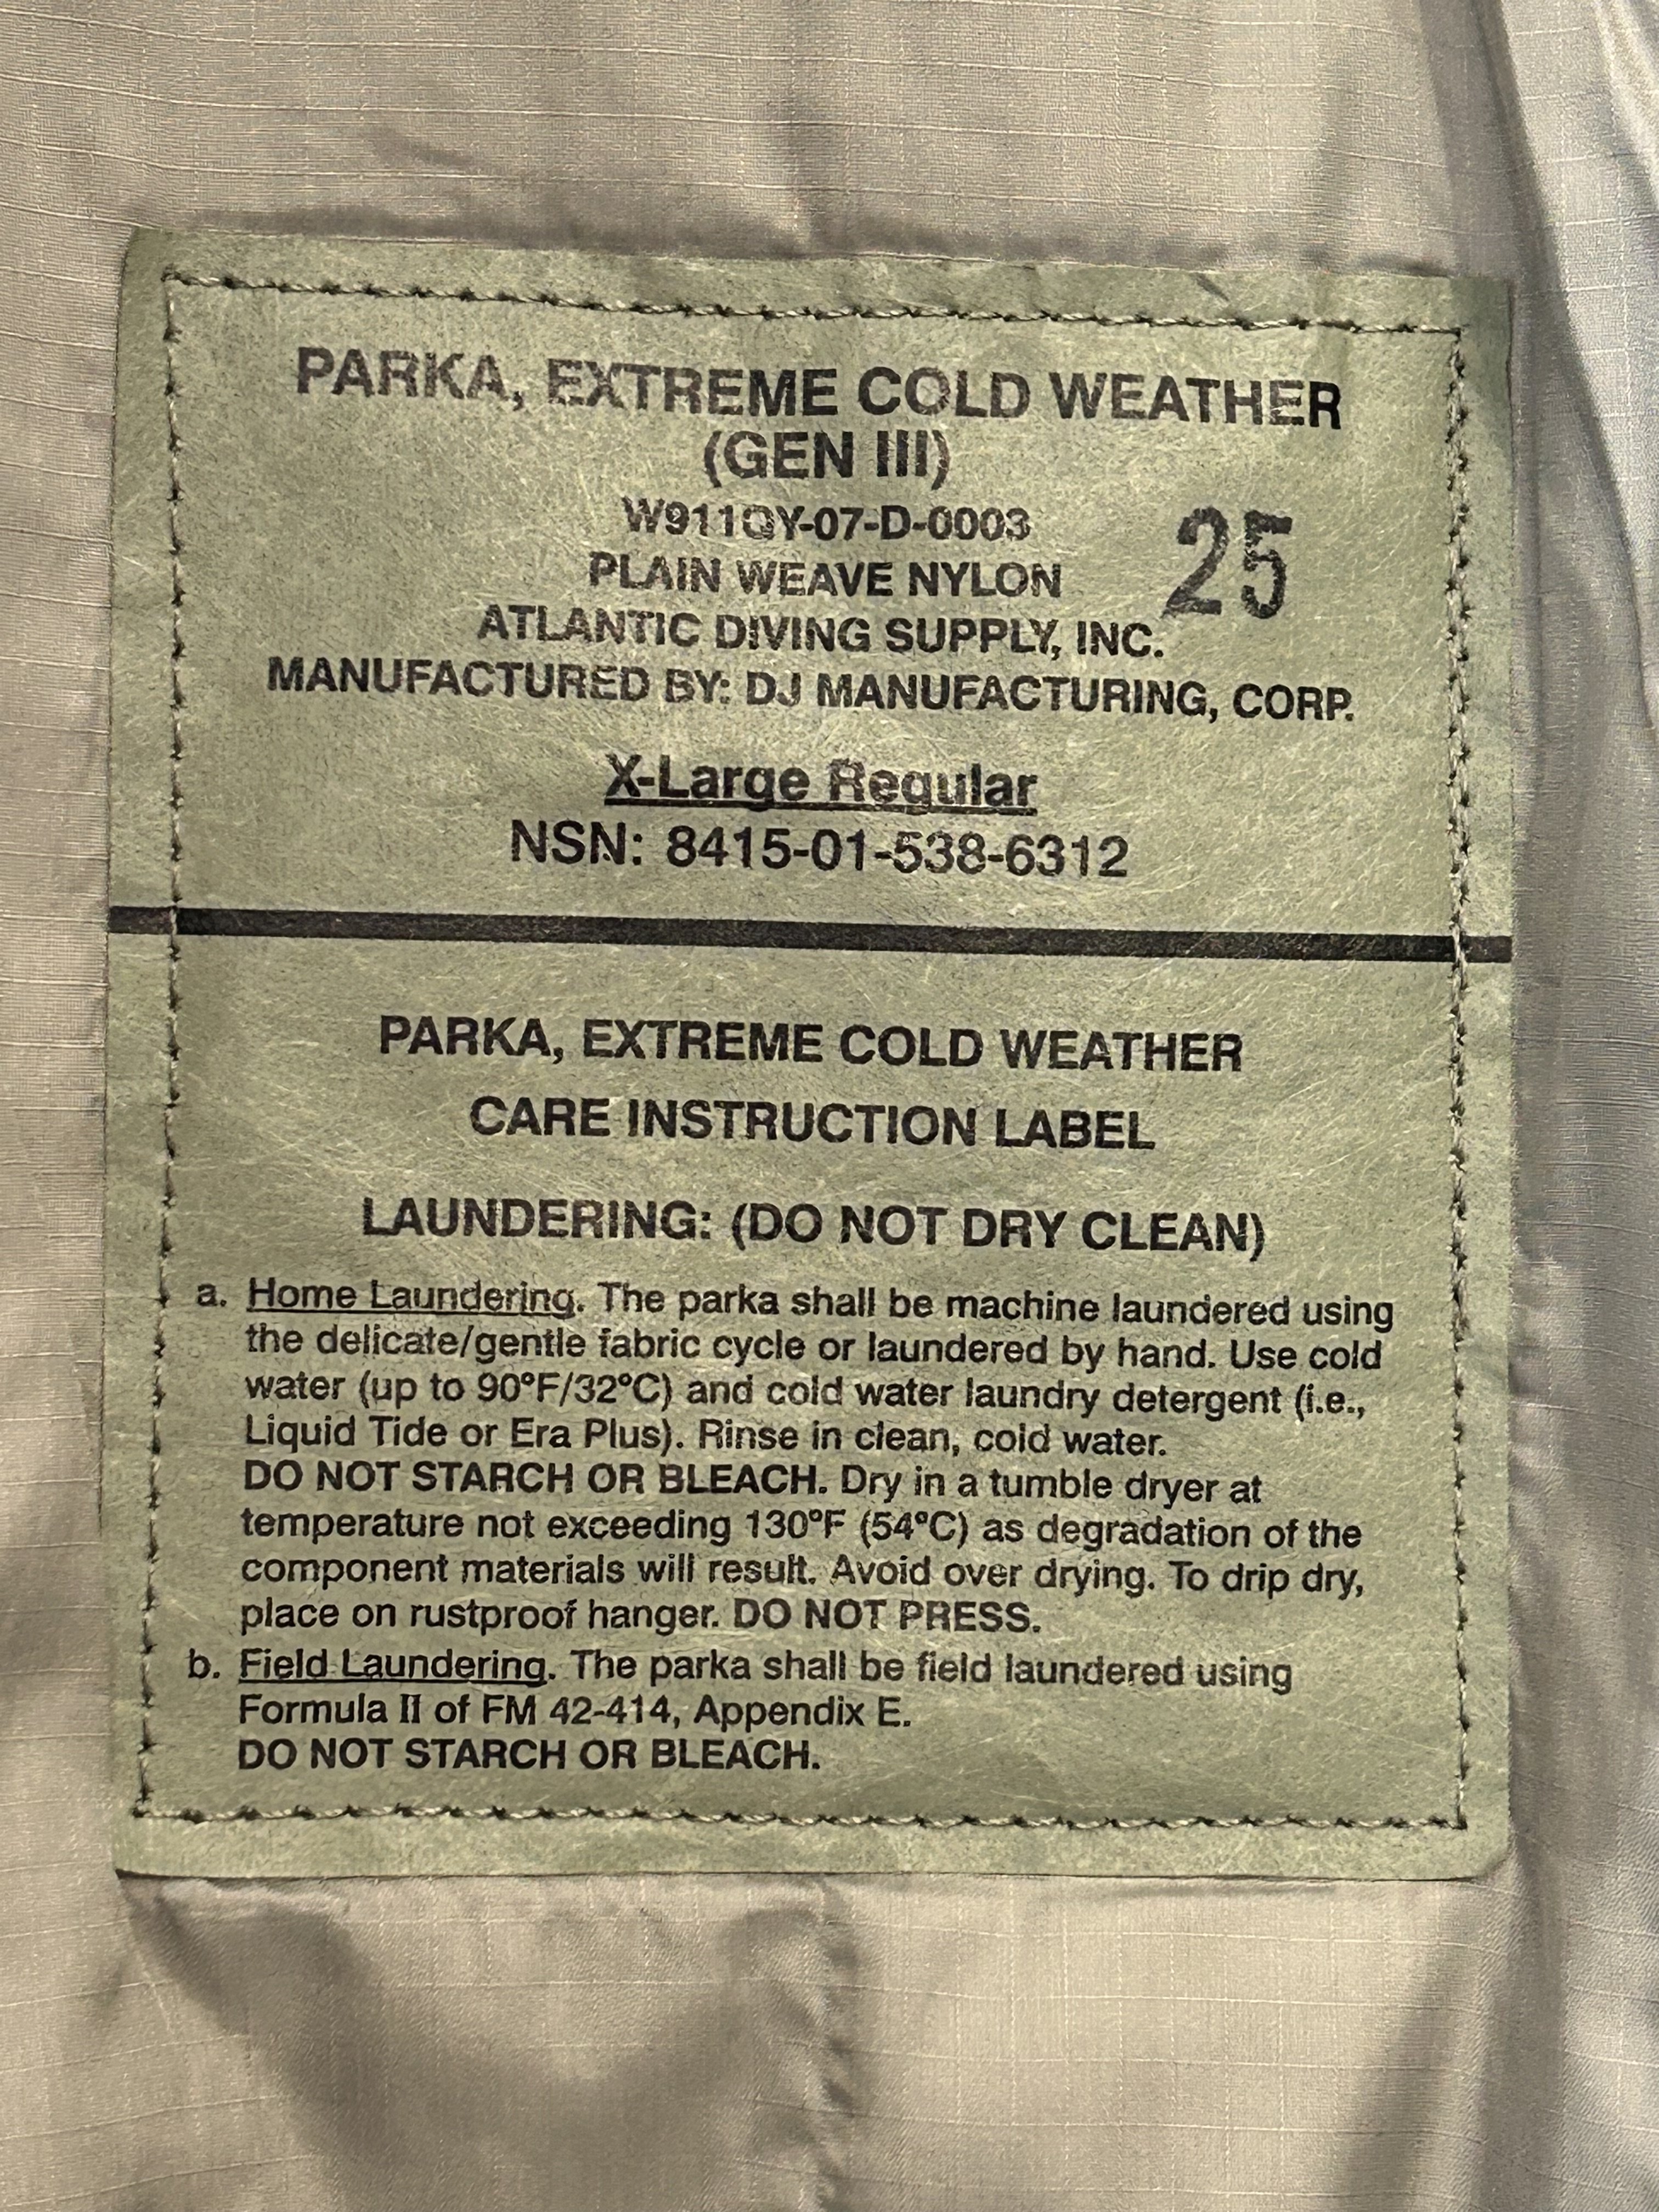 PARKA, EXTREME COLD WEATHER
(GEN III)
W911QY-07-D-0003
25
PLAIN WEAVE NYLON
ATLANTIC DIVING SUPPLY, INC.
MANUFACTURED BY: DJ MANUFACTURING, CORP.
X-Large Regular
NSN: 8415-01-538-6312
PARKA, EXTREME COLD WEATHER
CARE INSTRUCTION LABEL
LAUNDERING: (DO NOT DRY CLEAN)
a. Home Laundering. The parka shall be machine laundered using
the delicate/gentle fabric cycle or laundered by hand. Use cold
water (up to 90°F/32°C) and cold water laundry detergent (i.e.,
Liquid Tide or Era Plus). Rinse in clean, cold water.
DO NOT STARCH OR BLEACH. Dry in a tumble dryer at
temperature not exceeding 130°F (54°C) as degradation of the
component materials will result. Avoid over drying. To drip dry,
place on rustproof hanger. DO NOT PRESS.
b. Field Laundering. The parka shall be field laundered using
Formula II of FM 42-414, Appendix E.
DO NOT STARCH OR BLEACH.